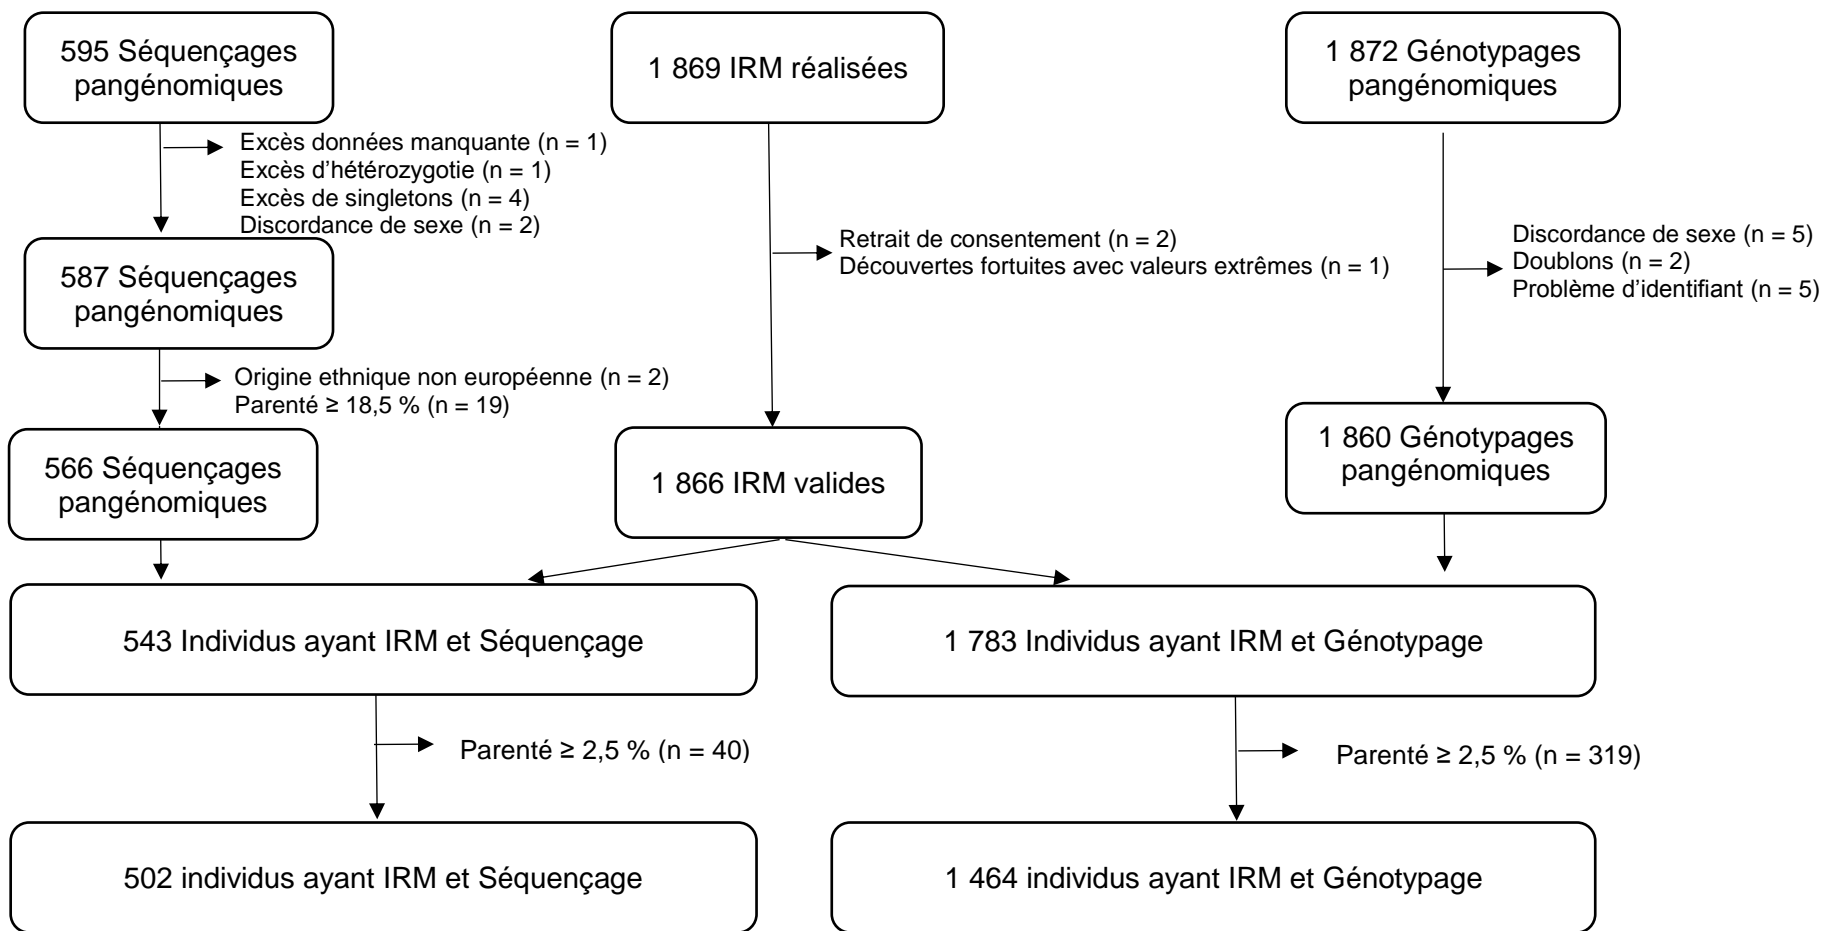 595 Séquençages
pangénomiques
1 869 IRM réalisées
1 872 Génotypages
pangénomiques
Excès données manquante (n = 1)
Excès d’hétérozygotie (n = 1)
Excès de singletons (n = 4)
Discordance de sexe (n = 2)
Retrait de consentement (n = 2)
Découvertes fortuites avec valeurs extrêmes (n = 1)
Discordance de sexe (n = 5)
Doublons (n = 2)
Problème d’identifiant (n = 5)
587 Séquençages
pangénomiques
Origine ethnique non européenne (n = 2)
Parenté ≥ 18,5 % (n = 19)
566 Séquençages
pangénomiques
1 866 IRM valides
1 860 Génotypages
pangénomiques
543 Individus ayant IRM et Séquençage
1 783 Individus ayant IRM et Génotypage
Parenté ≥ 2,5 % (n = 40)
Parenté ≥ 2,5 % (n = 319)
502 individus ayant IRM et Séquençage
1 464 individus ayant IRM et Génotypage